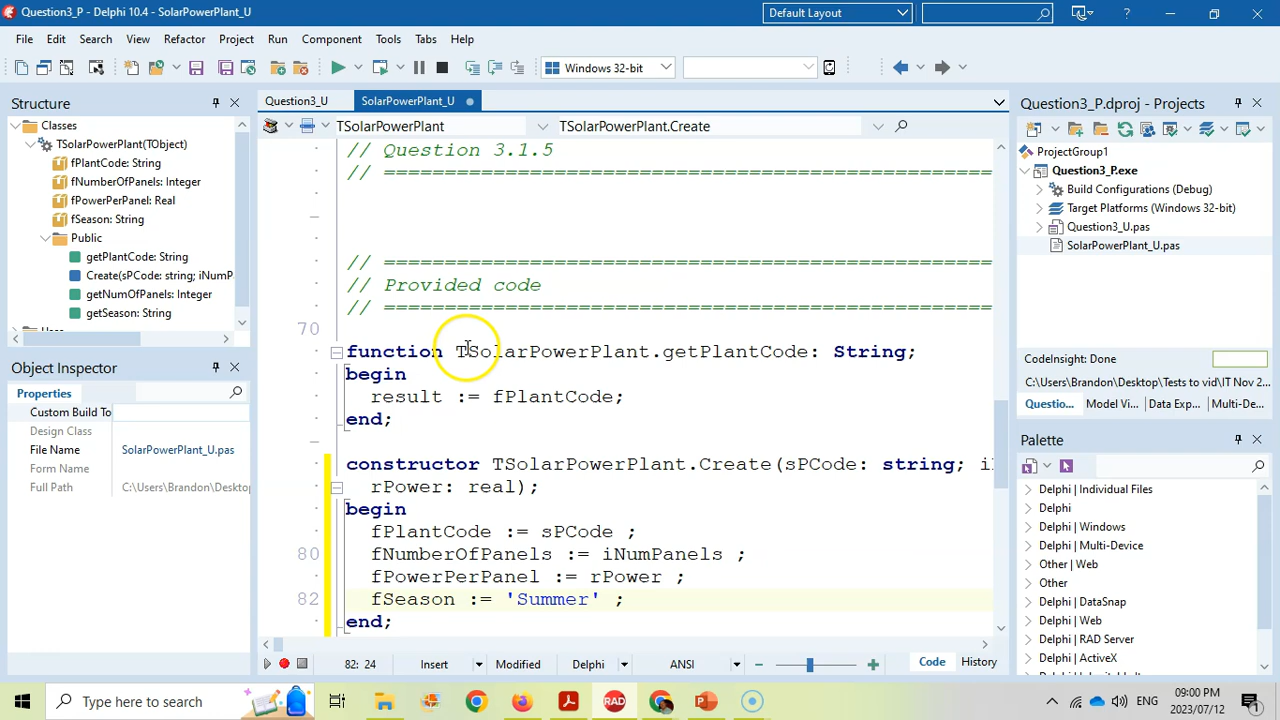 Question3_P - Delphi 10.4 - SolarPowerPlant_U
Default Layout
?
File Edit Search View Refactor Project Run Component Tools Tabs Help
Windows 32-bit
Structure
Question3_U
SolarPowerPlant_U
Question3_P.dproj - Projects
Classes
TSolarPowerPlant
TSolarPowerPlant.Create
TSolarPowerPlant(TObject)
fPlantCode: String
fNumberOfPanels: Integer
fPowerPerPanel: Real
fSeason: String
Public
getPlantCode: String
Create(sPCode: string; iNumP
getNumOfPanels: Integer
getSeason: String
ProjectGroup1
Question3_P.exe
Build Configurations (Debug)
Target Platforms (Windows 32-bit)
Question3_U.pas
SolarPowerPlant_U.pas
// Question 3.1.5
// ==================================================
// ==================================================
// Provided code
// ==================================================
70
function TSolarPowerPlant.getPlantCode: String;
begin
result := fPlantCode;
end;
constructor TSolarPowerPlant.Create(sPCode: string; i
rPower: real);
begin
fPlantCode := sPCode ;
80 fNumberOfPanels := iNumPanels ;
fPowerPerPanel := rPower ;
82 fSeason := 'Summer' ;
end;
Object Inspector
Properties
Custom Build To
Design Class
File Name SolarPowerPlant_U.pas
Form Name
Full Path C:\Users\Brandon\Deskto
CodeInsight: Done
C:\Users\Brandon\Desktop\Tests to vid\IT Nov 2...
Questio... Model Vi... Data Exp... Multi-De...
Palette
Delphi | Individual Files
Delphi
Delphi | Windows
Delphi | Multi-Device
Other | Web
Other
Delphi | DataSnap
Delphi | Web
RAD Server
Delphi | ActiveX
82: 24 Insert Modified Delphi ANSI Code History
Type here to search
RAD
ENG
09:00 PM
2023/07/12
1